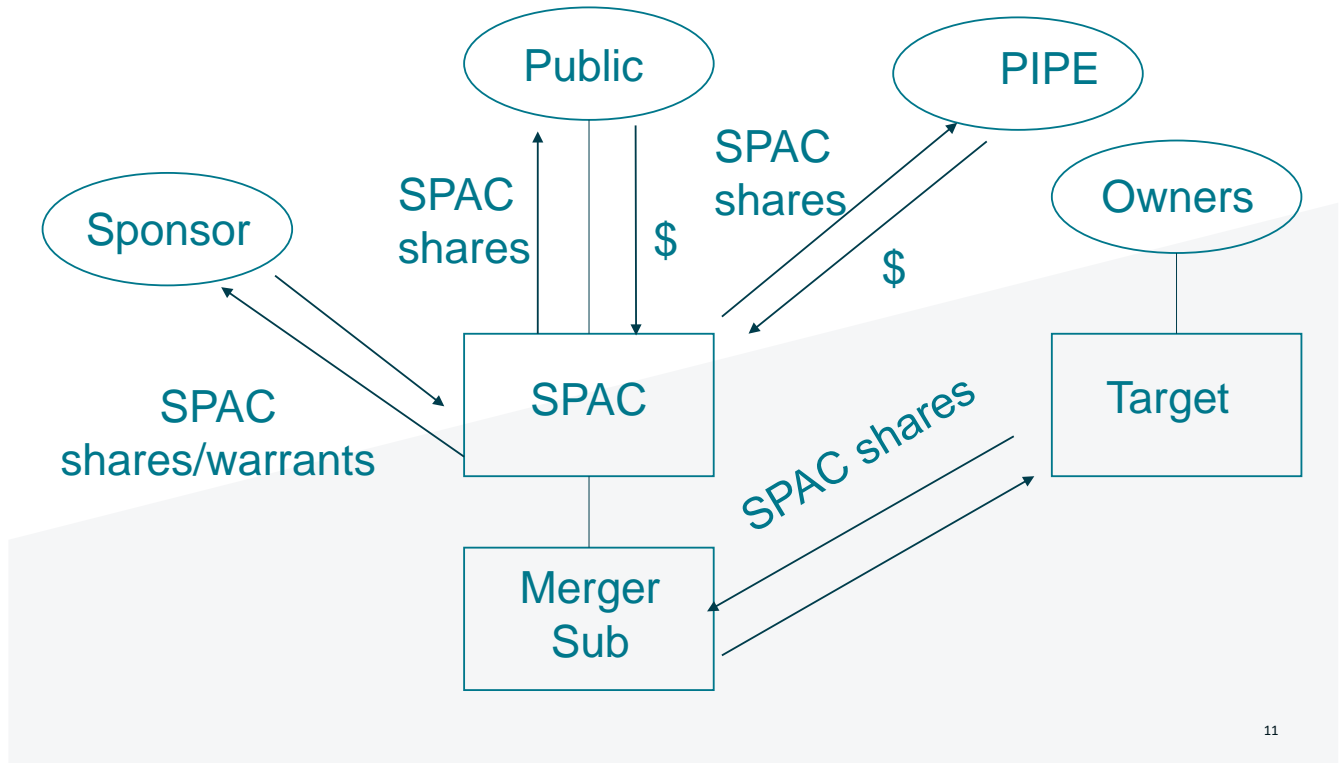 Public
PIPE
SPAC
shares
Owners
SPAC
shares
Sponsor
$
$
SPAC
Target
SPAC shares
SPAC
shares/warrants
Merger
Sub
11